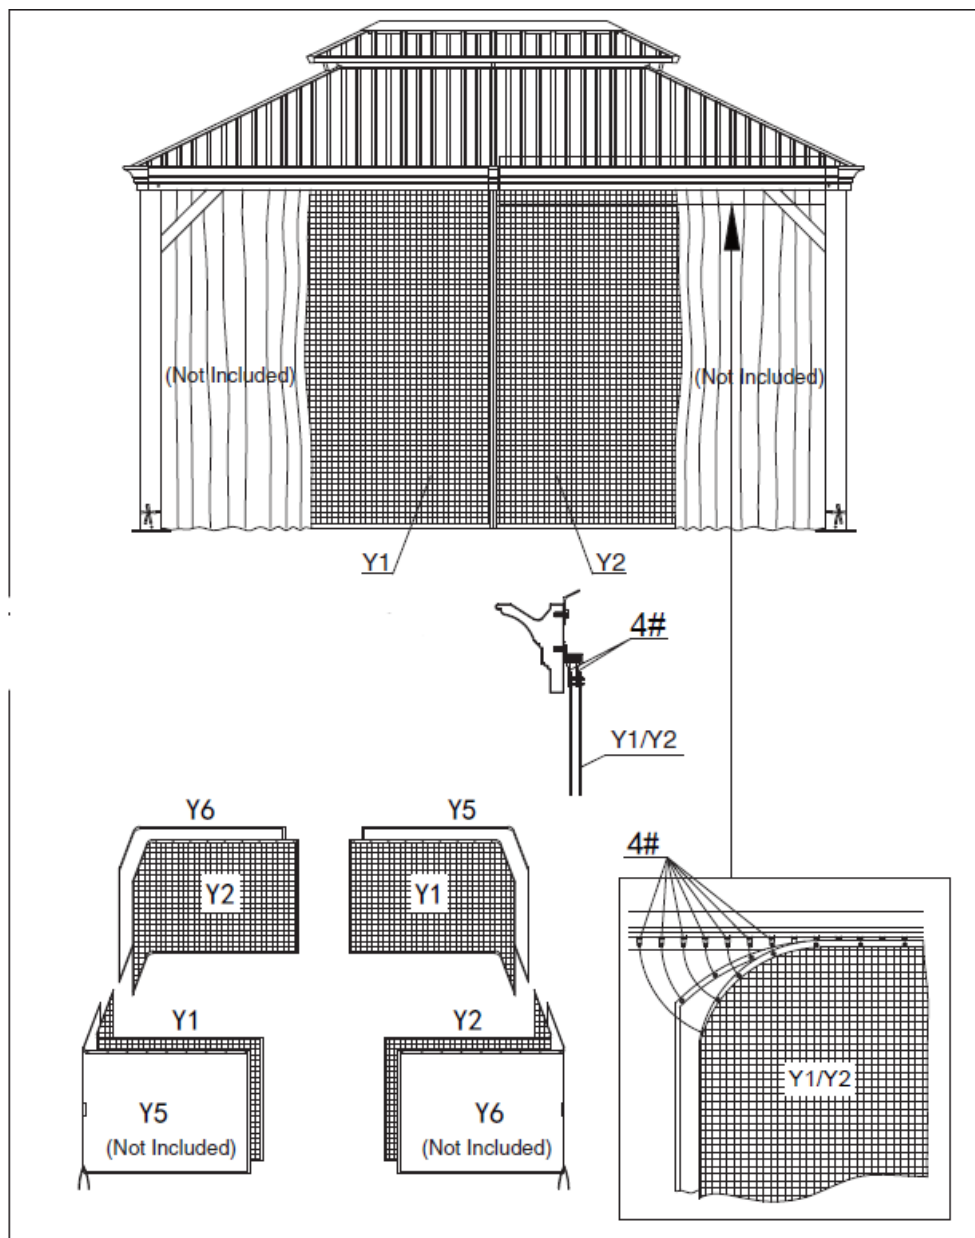 (Not Included)
(Not Included)
Y1
Y2
4#
Y1/Y2
Y6
Y5
Y2
Y1
4#
Y1
Y2
Y1/Y2
Y5
(Not Included)
Y6
(Not Included)